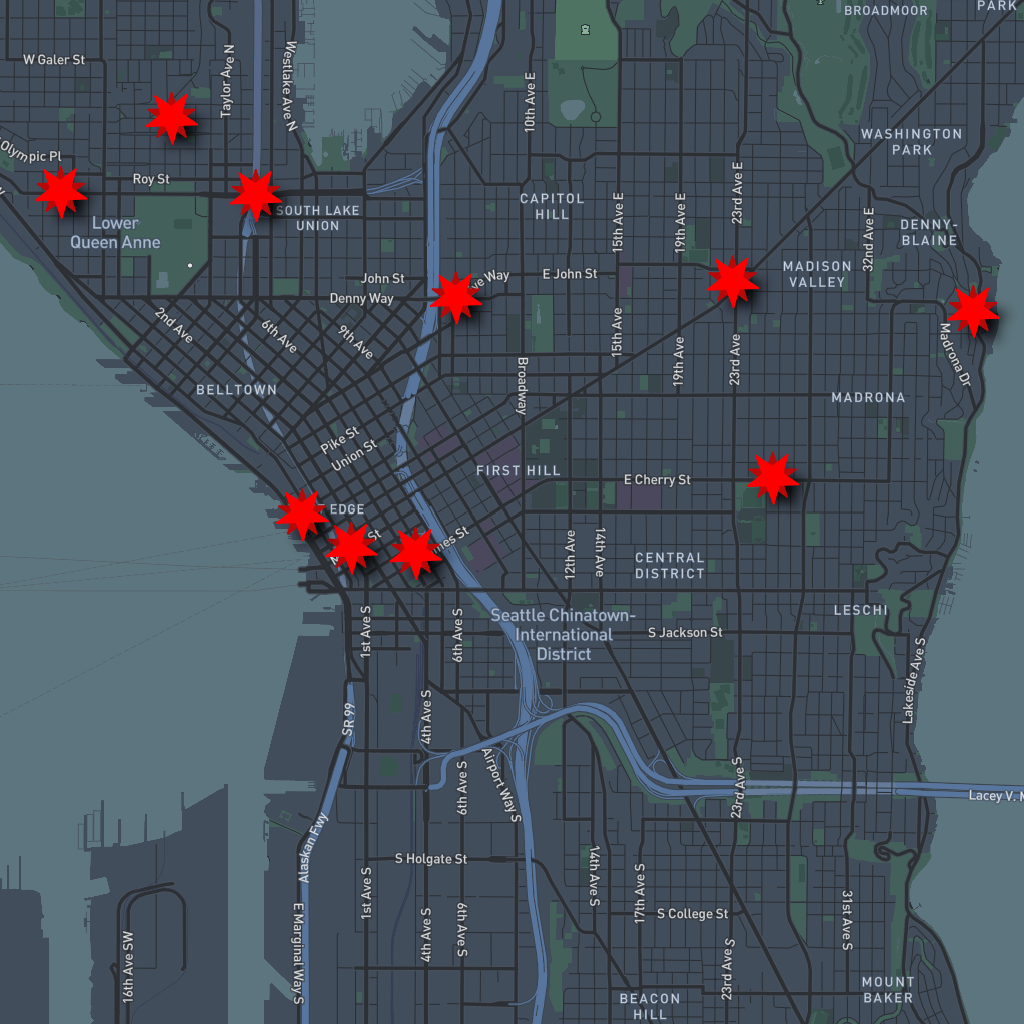 BROADMOOR
PARK
W Galer St
Taylor Ave N
Westlake Ave N
10th Ave E
WASHINGTON
PARK
Olympic Pl
Roy St
23rd Ave E
CAPITOL
HILL
SOUTH LAKE
UNION
Lower
Queen Anne
15th Ave E
19th Ave E
32nd Ave E
DENNY-
BLAINE
John St
E John St
MADISON
VALLEY
Denny Way
Way
2nd Ave
6th Ave
9th Ave
15th Ave
19th Ave
23rd Ave
Madrona Dr
BELLTOWN
Broadway
MADRONA
Pike St
Union St
FIRST HILL
E Cherry St
EDGE
St
St
12th Ave
14th Ave
CENTRAL
DISTRICT
LESCHI
1st Ave S
6th Ave S
Seattle Chinatown-
International
District
S Jackson St
Lakeside Ave S
SR 99
4th Ave S
6th Ave S
Airport Way S
23rd Ave S
Lacey V.
Alaskan Fwy
S Holgate St
1st Ave S
4th Ave S
6th Ave S
14th Ave S
17th Ave S
S College St
31st Ave S
16th Ave SW
E Marginal Way S
23rd Ave S
BEACON
HILL
MOUNT
BAKER